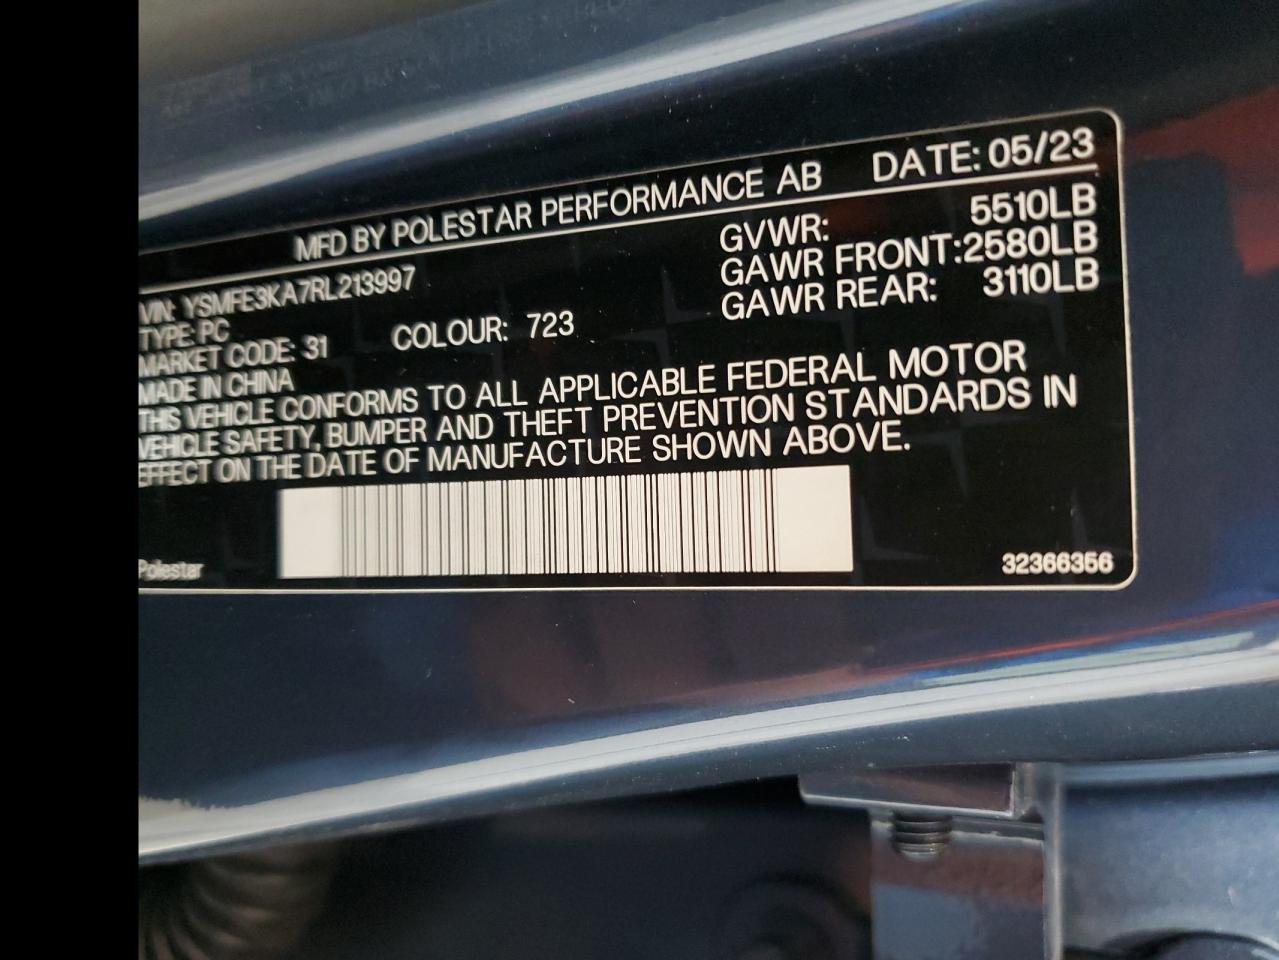 MFD BY POLESTAR PERFORMANCE AB DATE: 05/23
GVWR: 5510LB
VIN: YSMFE3KA7RL213997 GAWR FRONT:2580LB
TYPE: PC GAWR REAR: 3110LB
MARKET CODE: 31 COLOUR: 723
MADE IN CHINA
THIS VEHICLE CONFORMS TO ALL APPLICABLE FEDERAL MOTOR
VEHICLE SAFETY, BUMPER AND THEFT PREVENTION STANDARDS IN
EFFECT ON THE DATE OF MANUFACTURE SHOWN ABOVE.
Polestar 32366356